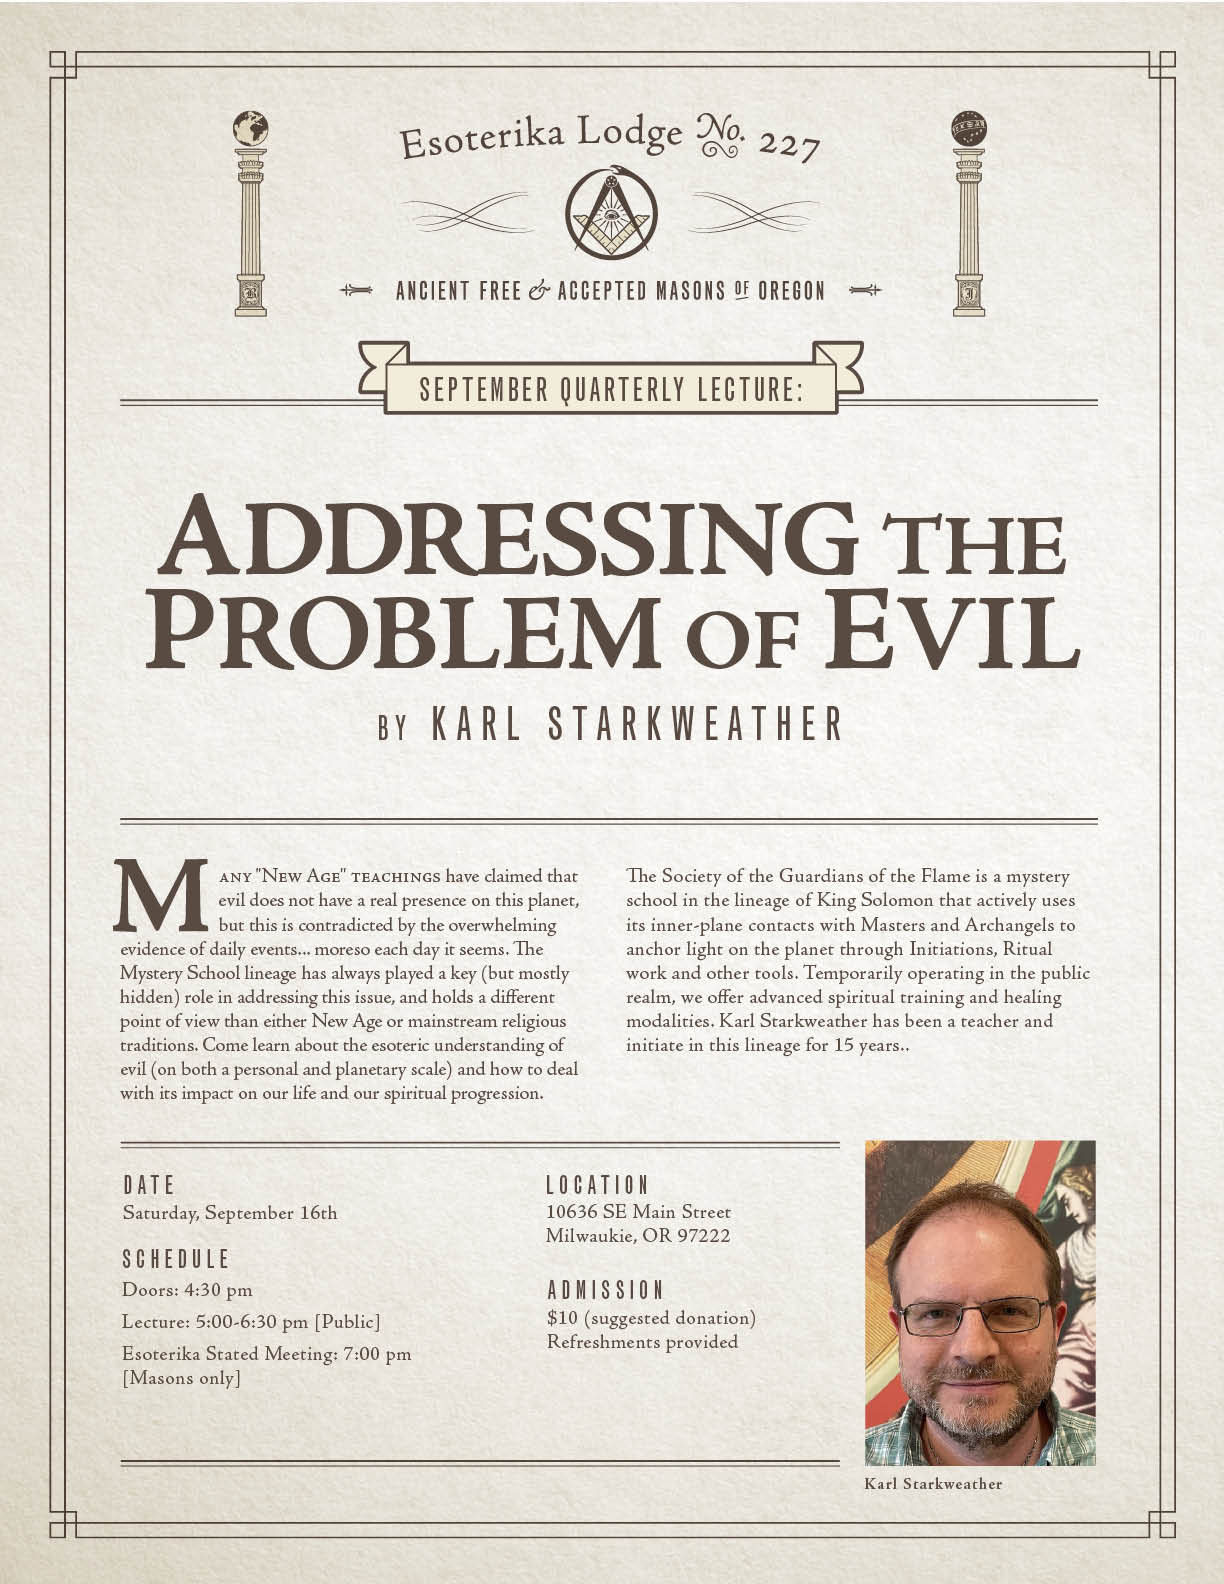 Esoterika Lodge No. 227
ANCIENT FREE & ACCEPTED MASONS OF OREGON
B
J
SEPTEMBER QUARTERLY LECTURE:
ADDRESSING THE
PROBLEM OF EVIL
BY KARL STARKWEATHER
MANY "NEW AGE" TEACHINGS have claimed that
evil does not have a real presence on this planet,
but this is contradicted by the overwhelming
evidence of daily events... moreso each day it seems. The
Mystery School lineage has always played a key (but mostly
hidden) role in addressing this issue, and holds a different
point of view than either New Age or mainstream religious
traditions. Come learn about the esoteric understanding of
evil (on both a personal and planetary scale) and how to deal
with its impact on our life and our spiritual progression.
The Society of the Guardians of the Flame is a mystery
school in the lineage of King Solomon that actively uses
its inner-plane contacts with Masters and Archangels to
anchor light on the planet through Initiations, Ritual
work and other tools. Temporarily operating in the public
realm, we offer advanced spiritual training and healing
modalities. Karl Starkweather has been a teacher and
initiate in this lineage for 15 years..
DATE
Saturday, September 16th
SCHEDULE
Doors: 4:30 pm
Lecture: 5:00-6:30 pm [Public]
Esoterika Stated Meeting: 7:00 pm
[Masons only]
LOCATION
10636 SE Main Street
Milwaukie, OR 97222
ADMISSION
$10 (suggested donation)
Refreshments provided
Karl Starkweather